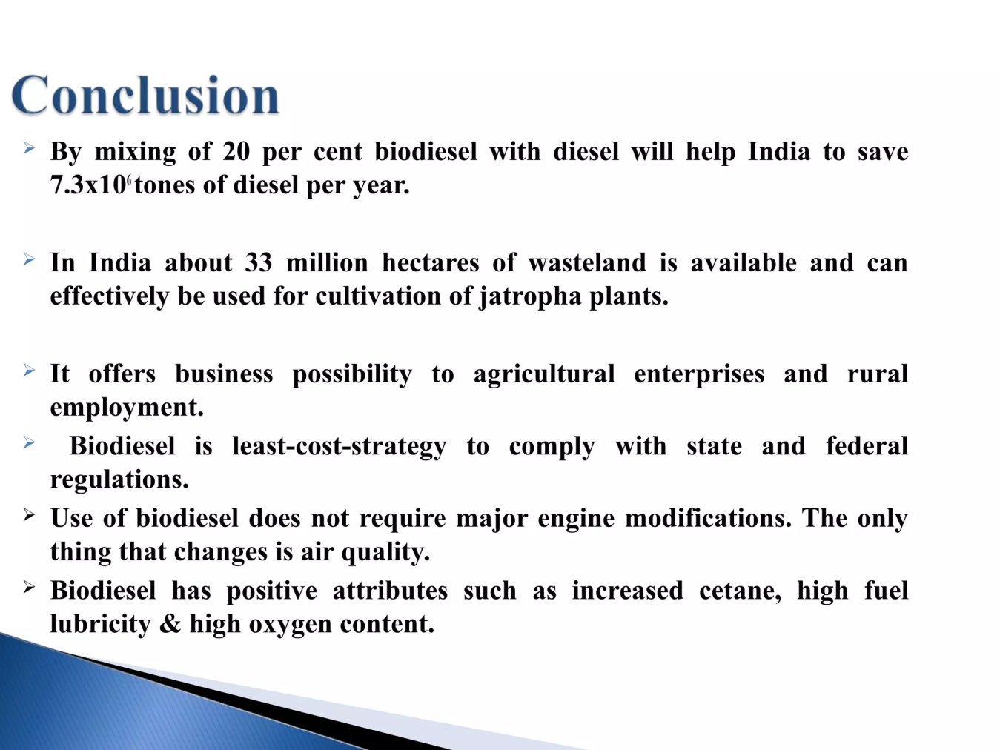 Conclusion
➢ By mixing of 20 per cent biodiesel with diesel will help India to save
7.3x10⁶ tones of diesel per year.
➢ In India about 33 million hectares of wasteland is available and can
effectively be used for cultivation of jatropha plants.
➢ It offers business possibility to agricultural enterprises and rural
employment.
➢ Biodiesel is least-cost-strategy to comply with state and federal
regulations.
➢ Use of biodiesel does not require major engine modifications. The only
thing that changes is air quality.
➢ Biodiesel has positive attributes such as increased cetane, high fuel
lubricity & high oxygen content.